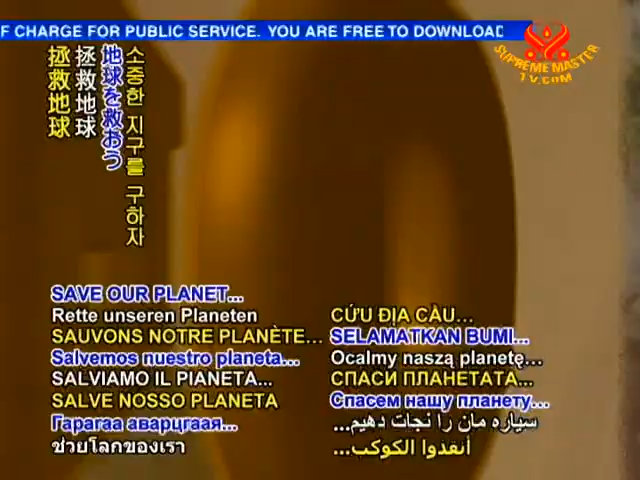 F CHARGE FOR PUBLIC SERVICE. YOU ARE FREE TO DOWNLOAD
SUPREME MASTER
TV.COM
拯救地球
拯救地球
地球を救おう
소중한 지구를 구하자
SAVE OUR PLANET...
Rette unseren Planeten
SAUVONS NOTRE PLANÈTE...
Salvemos nuestro planeta...
SALVIAMO IL PIANETA...
SALVE NOSSO PLANETA
Гарагаа аварцгаая...
ช่วยโลกของเรา
CỨU ĐỊA CẦU...
SELAMATKAN BUMI...
Ocalmy naszą planetę...
СПАСИ ПЛАНЕТАТА...
Спасем нашу планету...
سیاره مان را نجات دهیم...
أنقذوا الكوكب...